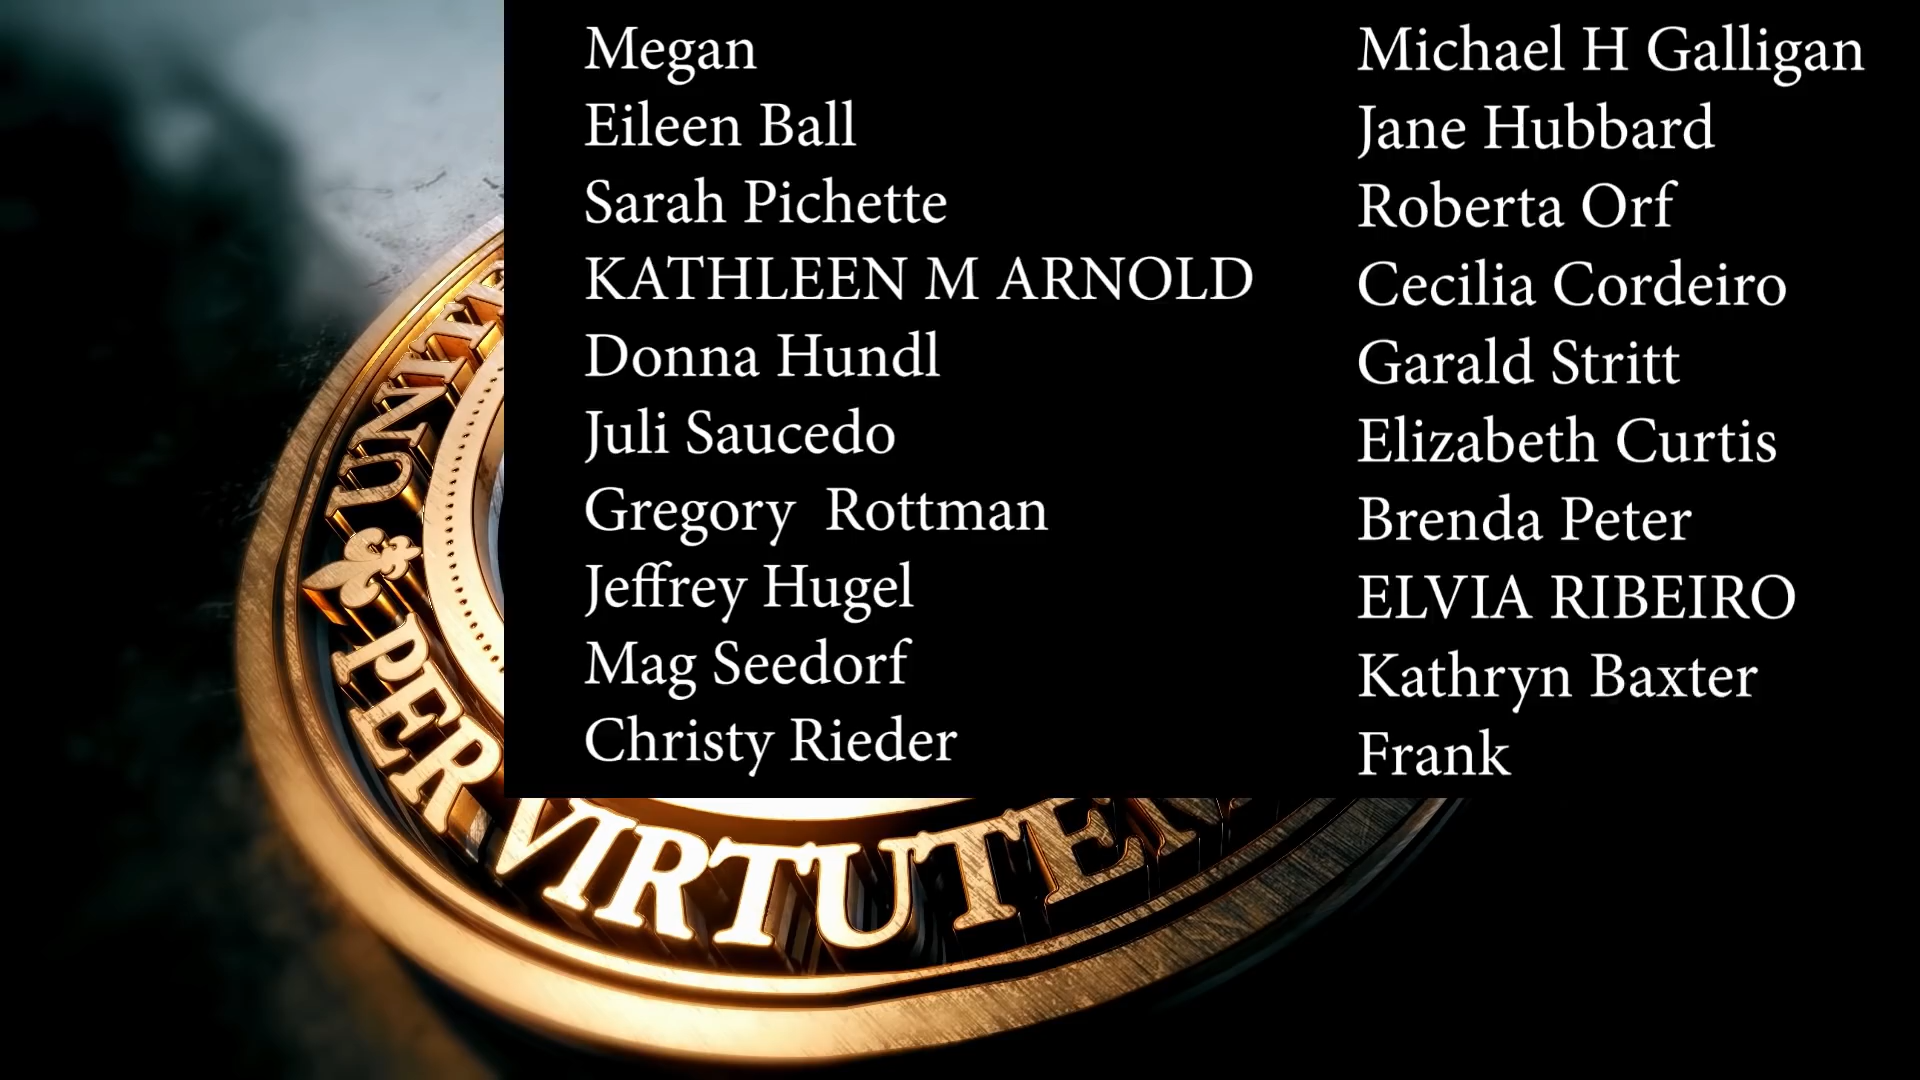 Megan
Eileen Ball
Sarah Pichette
KATHLEEN M ARNOLD
Donna Hundl
Juli Saucedo
Gregory  Rottman
Jeffrey Hugel
Mag Seedorf
Christy Rieder
Michael H Galligan
Jane Hubbard
Roberta Orf
Cecilia Cordeiro
Garald Stritt
Elizabeth Curtis
Brenda Peter
ELVIA RIBEIRO
Kathryn Baxter
Frank
PER VIRTUTEM